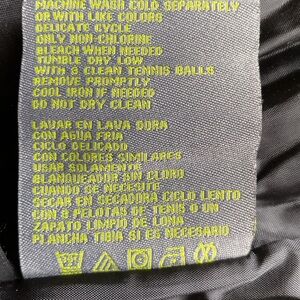 MACHINE WASH COLD SEPARATELY
OR WITH LIKE COLORS
DELICATE CYCLE
ONLY NON-CHLORINE
BLEACH WHEN NEEDED
TUMBLE DRY LOW
WITH 3 CLEAN TENNIS BALLS
REMOVE PROMPTLY
COOL IRON IF NEEDED
DO NOT DRY CLEAN
LAVAR EN LAVA DORA
CON AGUA FRIA
CICLO DELICADO
CON COLORES SIMILARES
USAR SOLAMENTE
BLANQUEADOR SIN CLORO
CUANDO SE NECESITE
SECAR EN SECADORA CICLO LENTO
CON 3 PELOTAS DE TENIS O UN
ZAPATO LIMPIO DE LONA
PLANCHA TIBIA SI ES NECESARIO